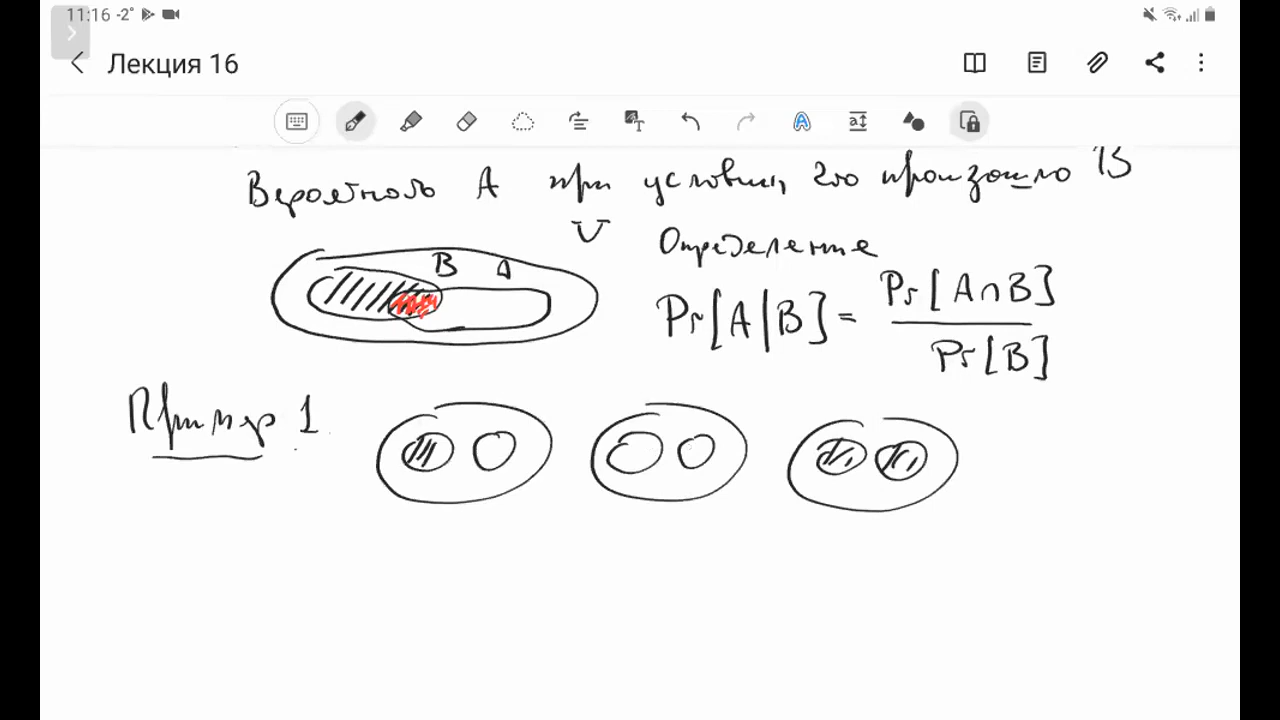 11:16 -2°
Лекция 16
Вероятность A при условии, что произошло B
U
Определение
B A
Pr[A|B] = Pr[A∩B] / Pr[B]
Пример 1